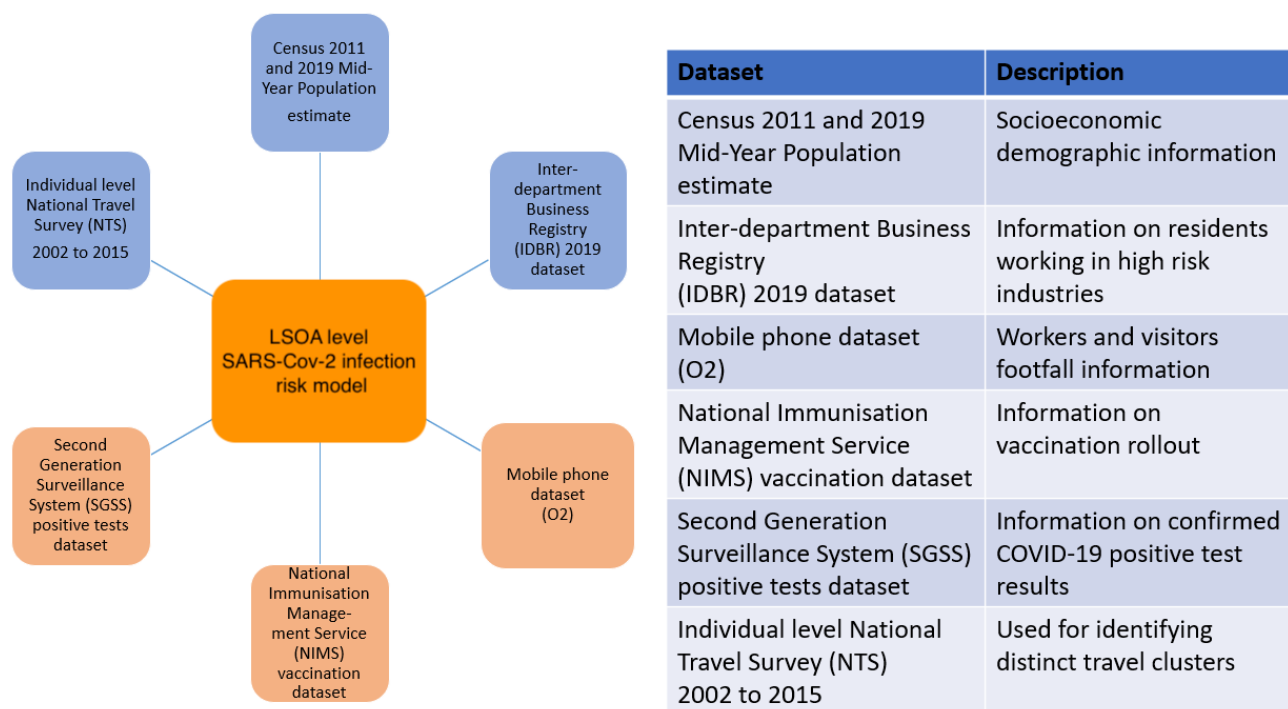 Census 2011
and 2019 Mid-
Year Population
estimate
Individual level
National Travel
Survey (NTS)
2002 to 2015
Inter-
department
Business
Registry
(IDBR) 2019
dataset
LSOA level
SARS-Cov-2 infection
risk model
Second
Generation
Surveillance
System (SGSS)
positive tests
dataset
Mobile phone
dataset
(O2)
National
Immunisation
Manage-
ment Service
(NIMS)
vaccination
dataset
Dataset
Description
Census 2011 and 2019
Mid-Year Population
estimate
Socioeconomic
demographic information
Inter-department Business
Registry
(IDBR) 2019 dataset
Information on residents
working in high risk
industries
Mobile phone dataset
(O2)
Workers and visitors
footfall information
National Immunisation
Management Service
(NIMS) vaccination dataset
Information on
vaccination rollout
Second Generation
Surveillance System (SGSS)
positive tests dataset
Information on confirmed
COVID-19 positive test
results
Individual level National
Travel Survey (NTS)
2002 to 2015
Used for identifying
distinct travel clusters